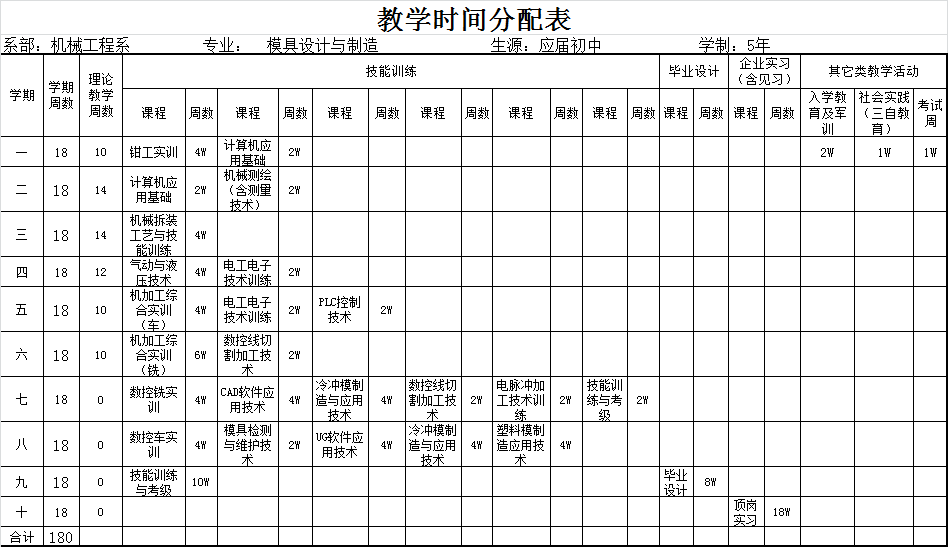 教学时间分配表
系部：机械工程系 专业： 模具设计与制造 生源：应届初中 学制：5年
学期 学期周数 理论教学周数 技能训练 毕业设计 企业实习（含见习） 其它类教学活动
课程 周数 课程 周数 课程 周数 课程 周数 课程 周数 课程 周数 课程 周数 课程 周数 入学教育及军训 社会实践（三自教育） 考试周
一 18 10 钳工实训 4W 计算机应用基础 2W 2W 1W 1W
二 18 14 计算机应用基础 2W 机械测绘（含测量技术） 2W
三 18 14 机械拆装工艺与技能训练 4W
四 18 12 气动与液压技术 4W 电工电子技术训练 2W
五 18 10 机加工综合实训（车） 4W 电工电子技术训练 2W PLC控制技术 2W
六 18 10 机加工综合实训（铣） 6W 数控线切割加工技术 2W
七 18 0 数控铣实训 4W CAD软件应用技术 4W 冷冲模制造与应用技术 4W 数控线切割加工技术 2W 电脉冲加工技术训练 2W 技能训练与考级 2W
八 18 0 数控车实训 4W 模具检测与维护技术 2W UG软件应用技术 4W 冷冲模制造与应用技术 4W 塑料模制造应用技术 4W
九 18 0 技能训练与考级 10W 毕业设计 8W
十 18 0 顶岗实习 18W
合计 180